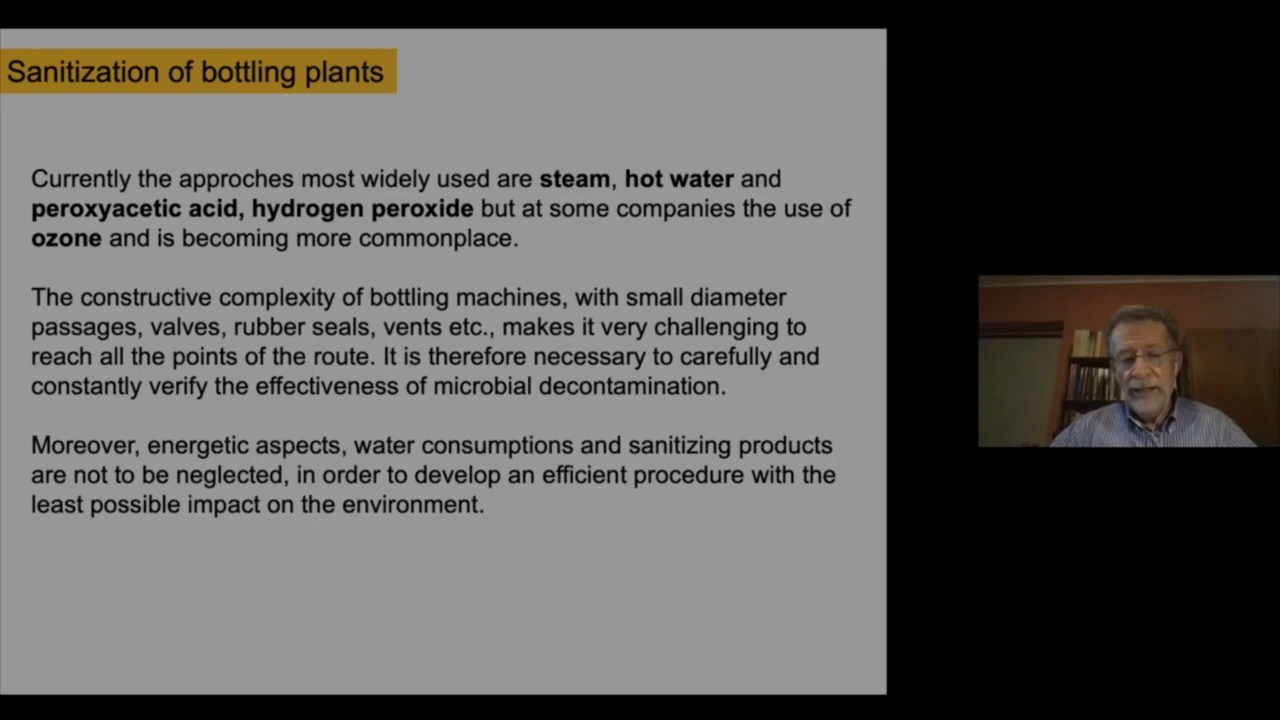 Sanitization of bottling plants
Currently the approches most widely used are steam, hot water and
peroxyacetic acid, hydrogen peroxide but at some companies the use of
ozone and is becoming more commonplace.
The constructive complexity of bottling machines, with small diameter
passages, valves, rubber seals, vents etc., makes it very challenging to
reach all the points of the route. It is therefore necessary to carefully and
constantly verify the effectiveness of microbial decontamination.
Moreover, energetic aspects, water consumptions and sanitizing products
are not to be neglected, in order to develop an efficient procedure with the
least possible impact on the environment.